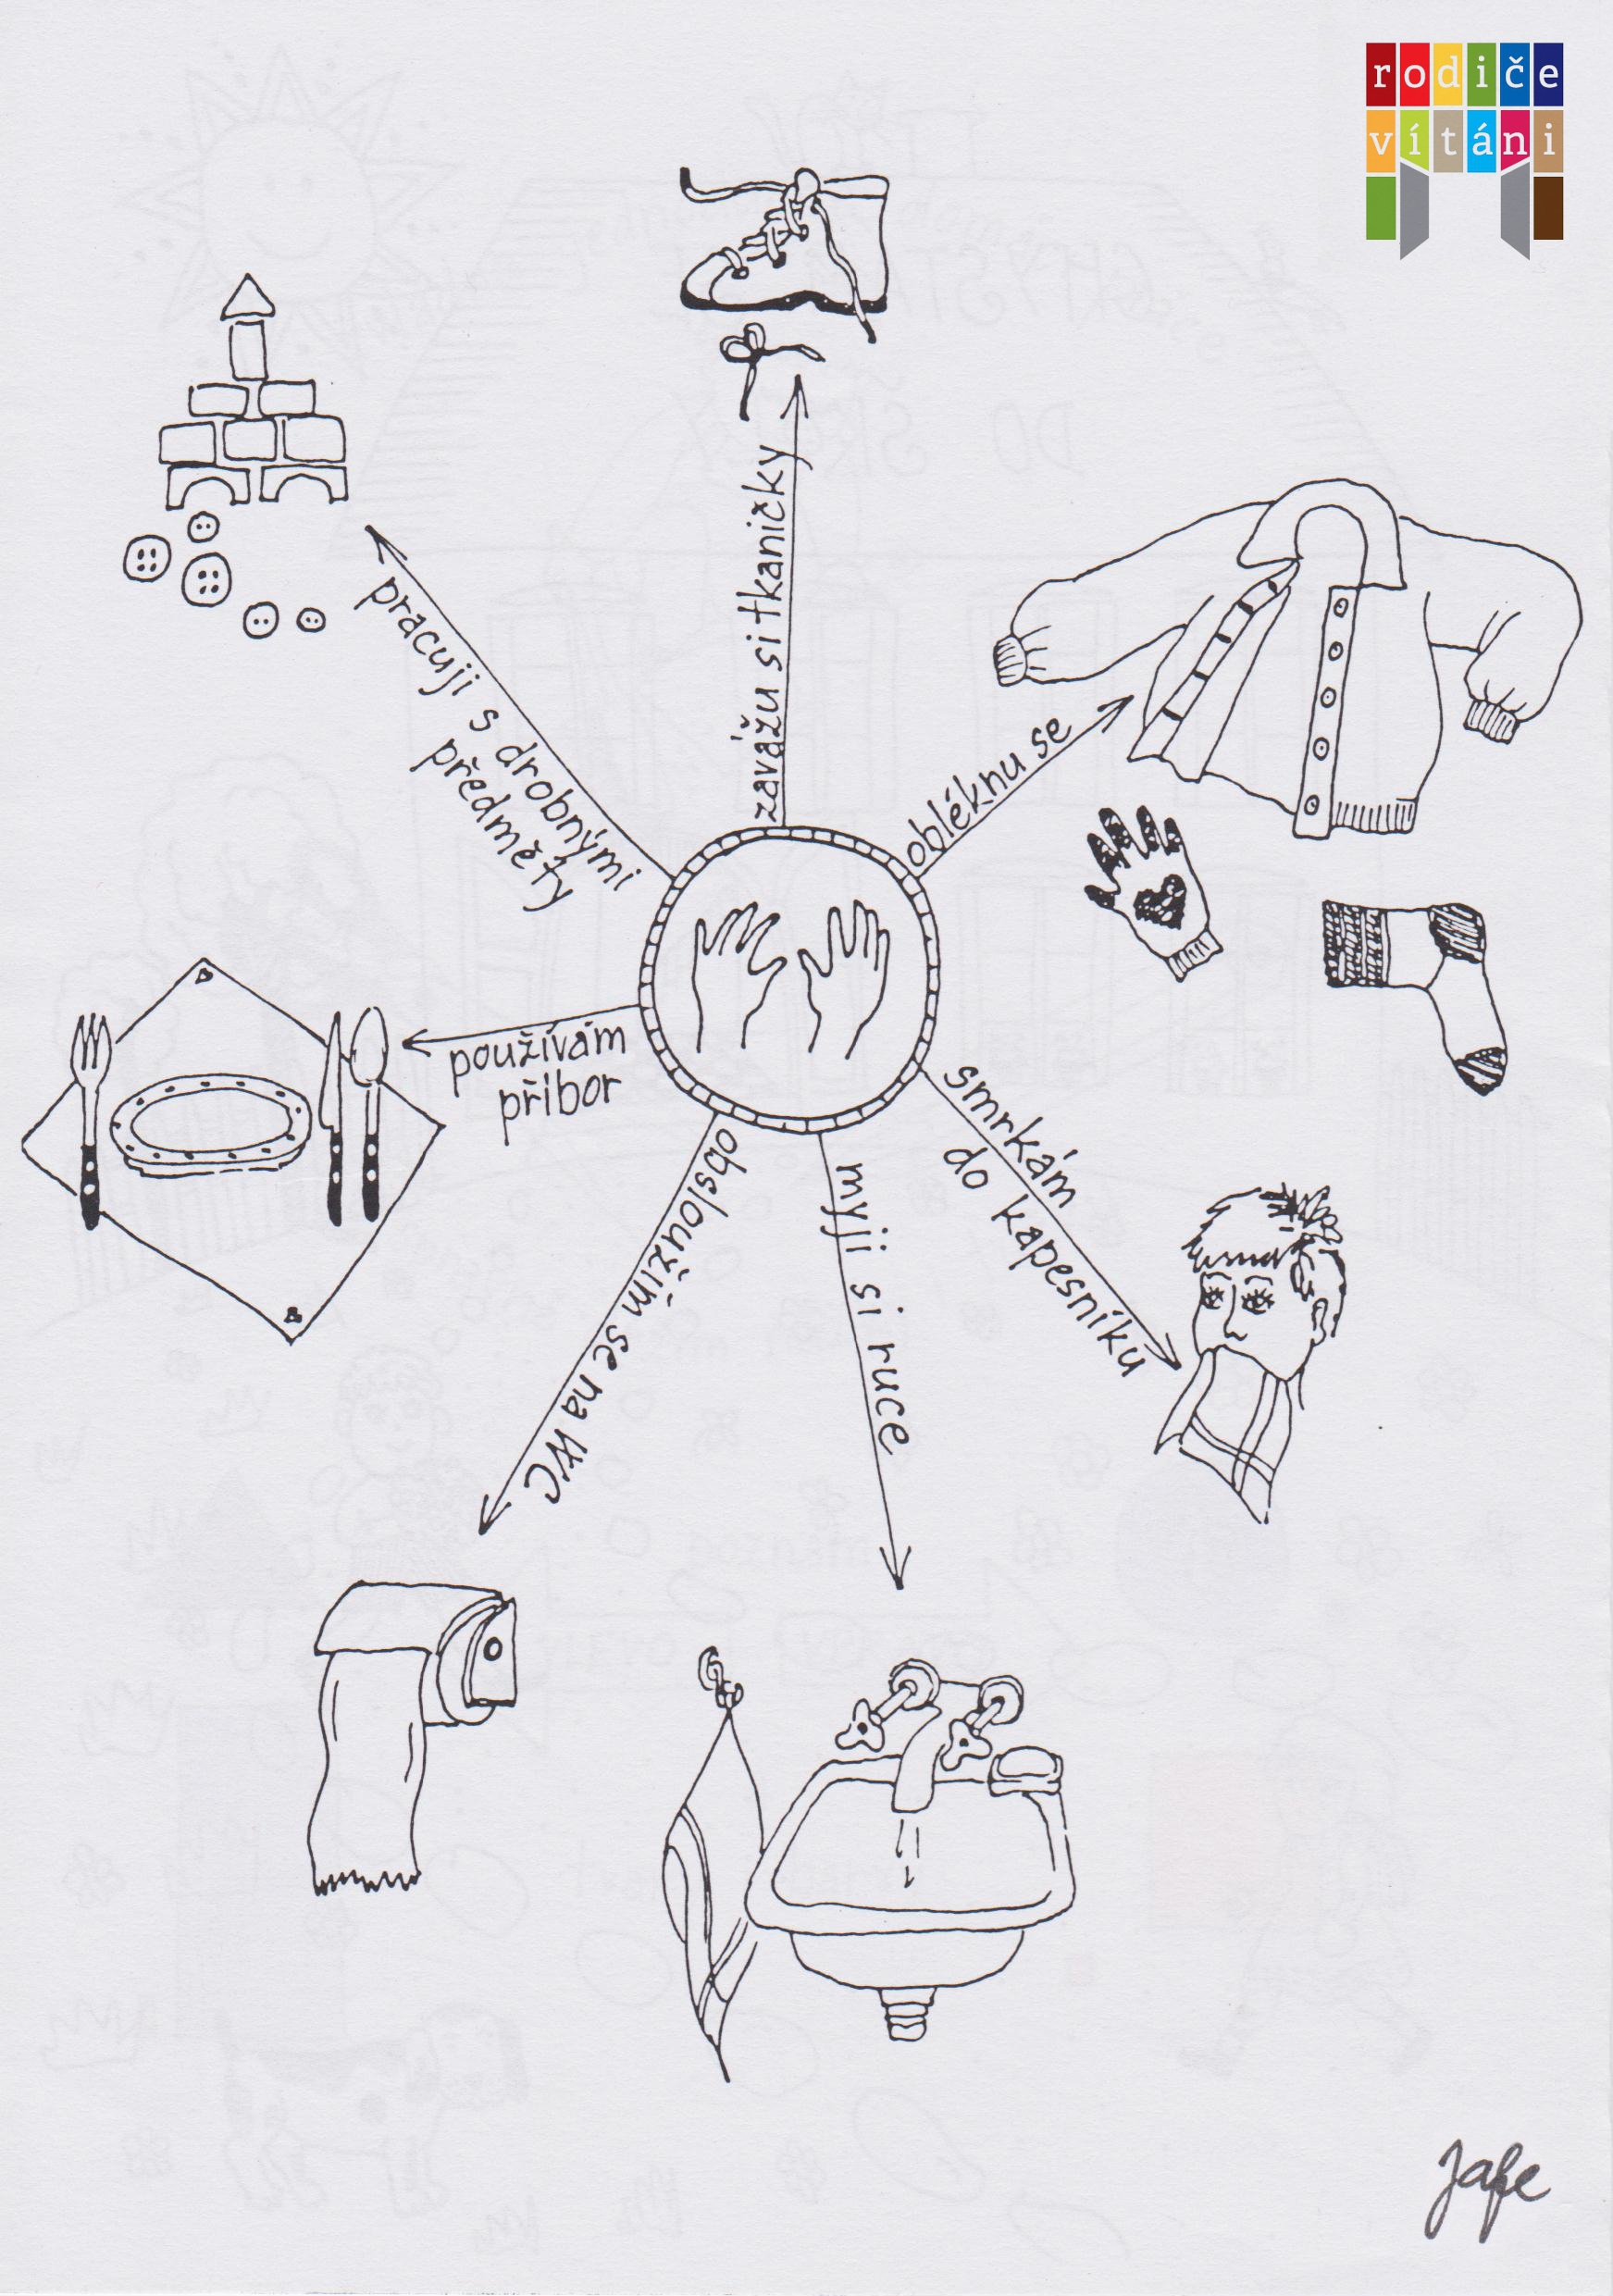 rodiče
vítáni
zavážu si tkaničky
obléknu se
pracuji s drobnými
předměty
používám
příbor
smrkám
do kapesníku
myji si ruce
obsloužím se na WC
Jafe